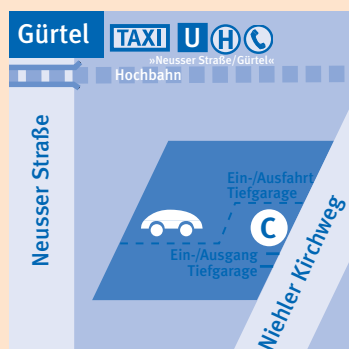 Gürtel TAXI U H
»Neusser Straße/Gürtel«
Hochbahn
Neusser Straße
Ein-/Ausfahrt
Tiefgarage
C
Ein-/Ausgang
Tiefgarage
Niehler Kirchweg